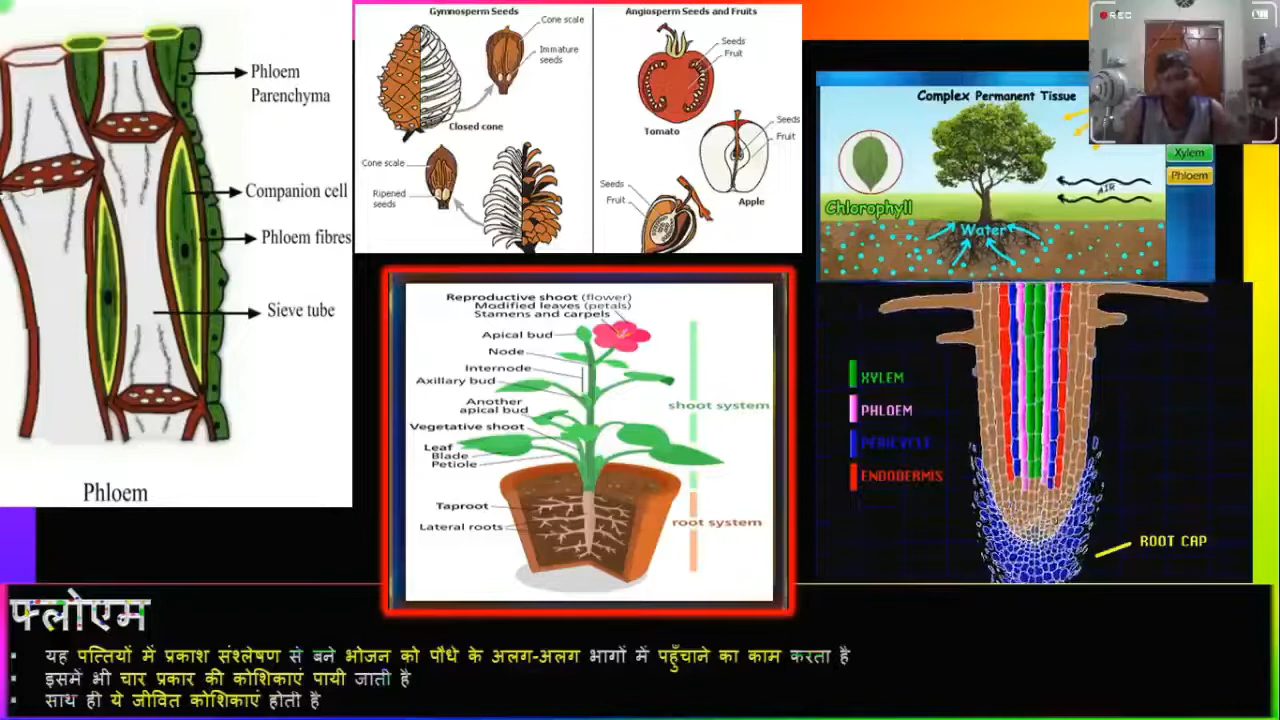 Phloem
Parenchyma
Companion cell
Phloem fibres
Sieve tube
Phloem
Gymnosperm Seeds
Cone scale
Immature
seeds
Closed cone
Cone scale
Ripened
seeds
Angiosperm Seeds and Fruits
Seeds
Fruit
Tomato
Seeds
Fruit
Seeds
Fruit
Apple
Complex Permanent Tissue
Chlorophyll
Water
AIR
Xylem
Phloem
REC
Reproductive shoot (flower)
Modified leaves (petals)
Stamens and carpels
Apical bud
Node
Internode
Axillary bud
Another
apical bud
Vegetative shoot
Leaf
Blade
Petiole
Taproot
Lateral roots
shoot system
root system
XYLEM
PHLOEM
PERICYCLE
ENDODERMIS
ROOT CAP
फ्लोएम
▪ यह पत्तियों में प्रकाश संश्लेषण से बने भोजन को पौधे के अलग-अलग भागों में पहुँचाने का काम करता है
▪ इसमें भी चार प्रकार की कोशिकाएं पायी जाती है
▪ साथ ही ये जीवित कोशिकाएं होती है